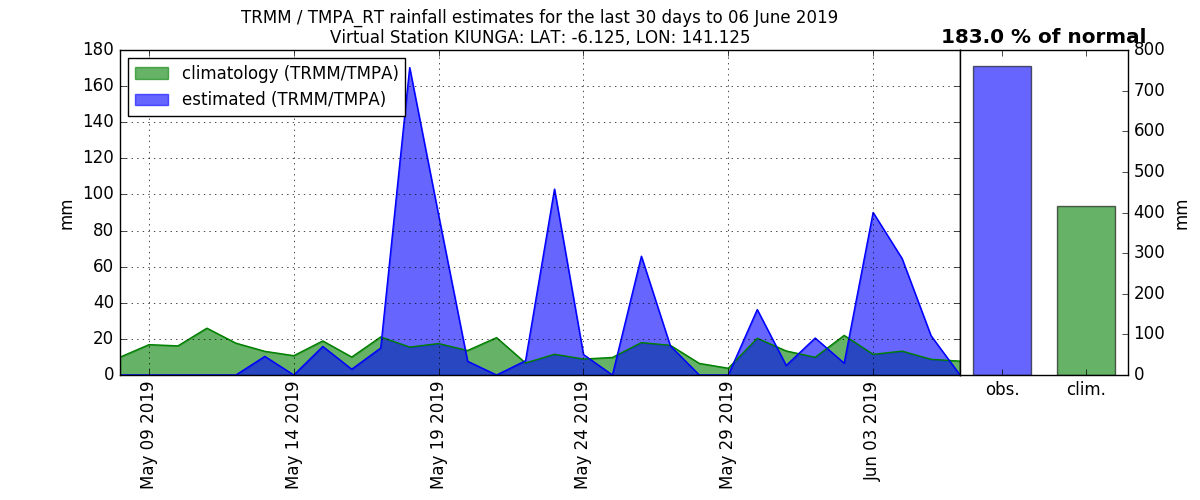 TRMM / TMPA_RT rainfall estimates for the last 30 days to 06 June 2019
Virtual Station KIUNGA: LAT: -6.125, LON: 141.125
183.0 % of normal
climatology (TRMM/TMPA)
estimated (TRMM/TMPA)
mm
180
160
140
120
100
80
60
40
20
0
May 09 2019
May 14 2019
May 19 2019
May 24 2019
May 29 2019
Jun 03 2019
obs.
clim.
800
700
600
500
400
300
200
100
0
mm